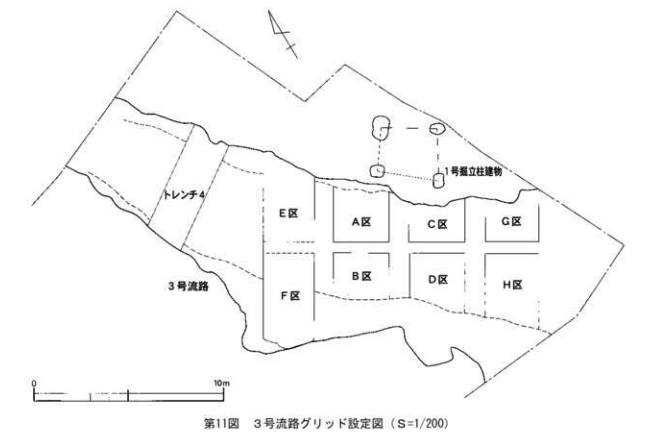 1号掘立柱建物
トレンチ4
E区
A区
C区
G区
3号流路
F区
B区
D区
H区
0
10m
第11図 3号流路グリッド設定図（S=1/200）